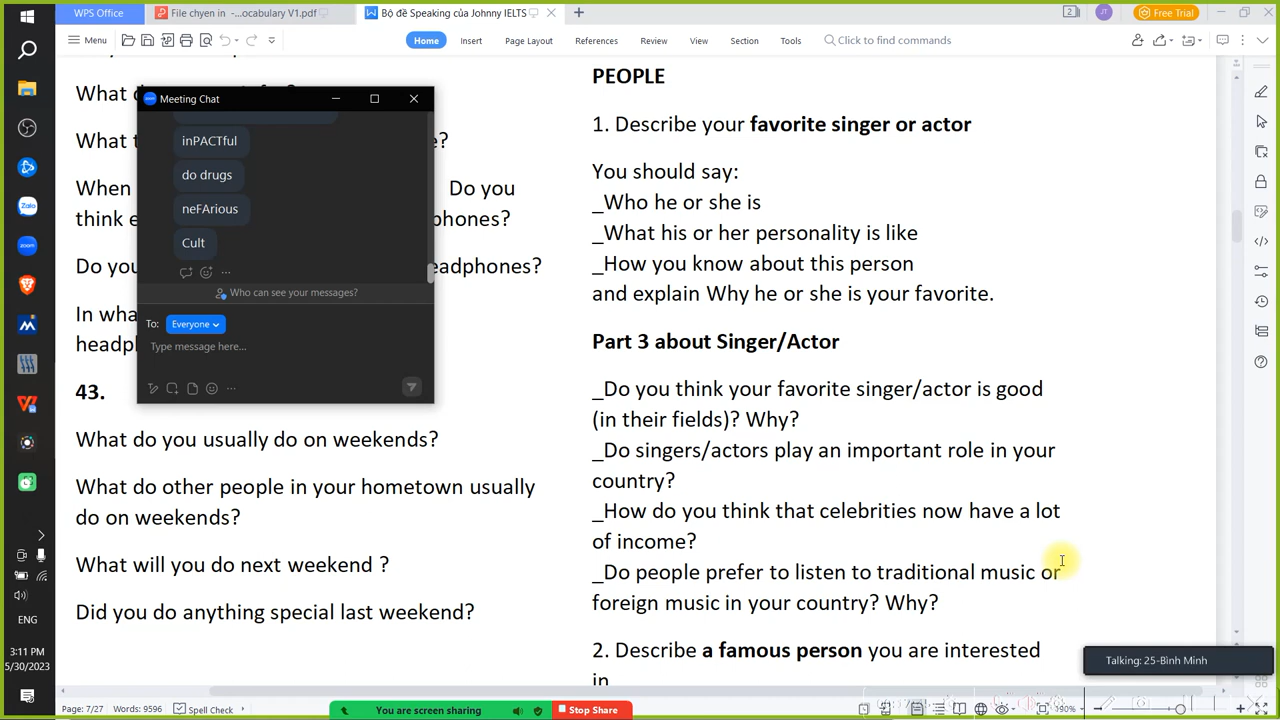 WPS Office
File chyen in -...ocabulary V1.pdf
Bộ đề Speaking của Johnny IELTS
JT
Free Trial
Menu
Home
Insert
Page Layout
References
Review
View
Section
Tools
Click to find commands
What
What
e?
When
Do you
think
phones?
Do you
eadphones?
In wha
headph
43.
What do you usually do on weekends?
What do other people in your hometown usually
do on weekends?
What will you do next weekend ?
Did you do anything special last weekend?
Meeting Chat
inPACTful
do drugs
neFArious
Cult
Who can see your messages?
To: Everyone
Type message here...
PEOPLE
1. Describe your favorite singer or actor
You should say:
_Who he or she is
_What his or her personality is like
_How you know about this person
and explain Why he or she is your favorite.
Part 3 about Singer/Actor
_Do you think your favorite singer/actor is good
(in their fields)? Why?
_Do singers/actors play an important role in your
country?
_How do you think that celebrities now have a lot
of income?
_Do people prefer to listen to traditional music or
foreign music in your country? Why?
2. Describe a famous person you are interested
in
Talking: 25-Bình Minh
Zalo
zoom
ENG
3:11 PM
5/30/2023
Page: 7/27
Words: 9596
Spell Check
You are screen sharing
Stop Share
190%